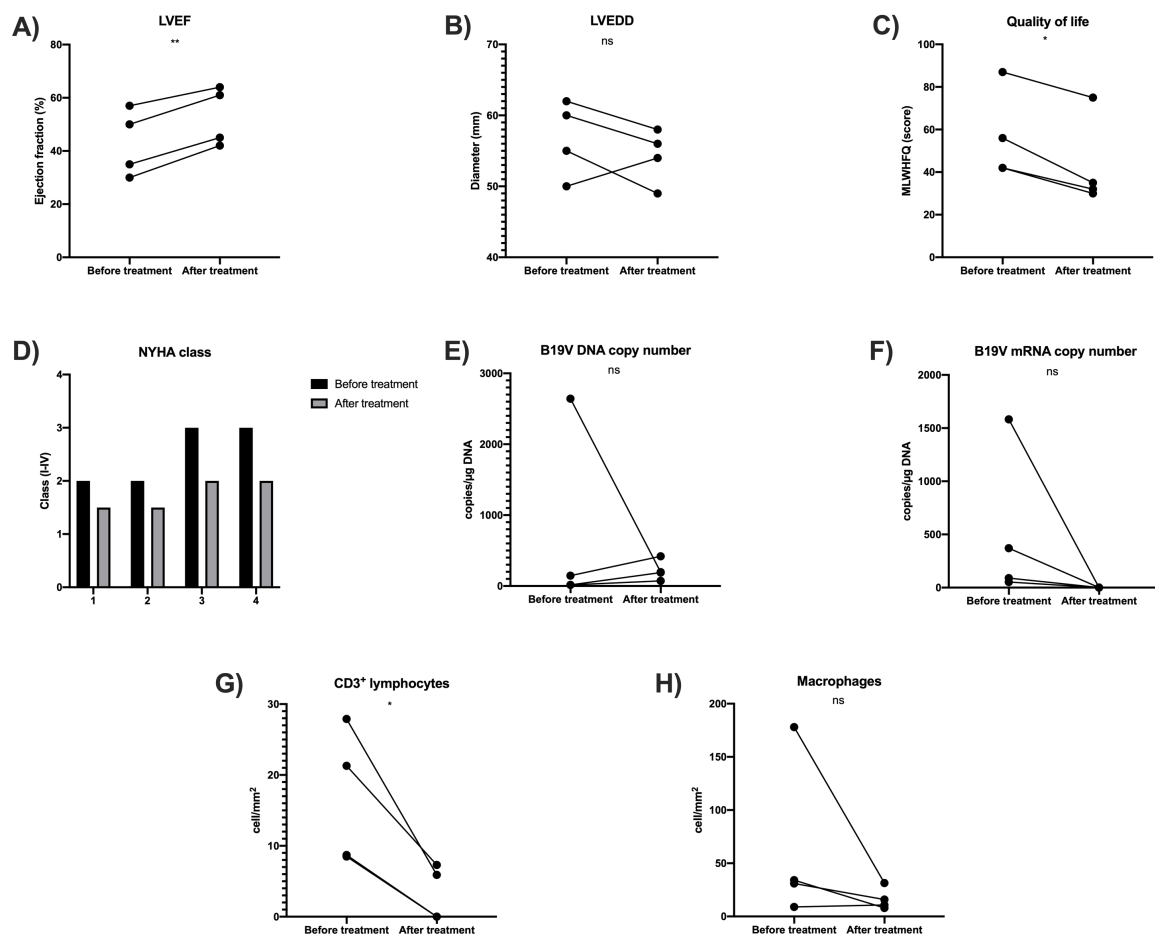 A)
LVEF
**
Ejection fraction (%)
80
60
40
20
0
Before treatment
After treatment
B)
LVEDD
ns
Diameter (mm)
70
60
50
40
Before treatment
After treatment
C)
Quality of life
*
MLWHFQ (score)
100
80
60
40
20
0
Before treatment
After treatment
D)
NYHA class
Class (I-IV)
4
3
2
1
0
1
2
3
4
Before treatment
After treatment
E)
B19V DNA copy number
ns
copies/µg DNA
3000
2000
1000
0
Before treatment
After treatment
F)
B19V mRNA copy number
ns
copies/µg DNA
2000
1500
1000
500
0
Before treatment
After treatment
G)
CD3⁺ lymphocytes
*
cell/mm²
30
20
10
0
Before treatment
After treatment
H)
Macrophages
ns
cell/mm²
200
150
100
50
0
Before treatment
After treatment